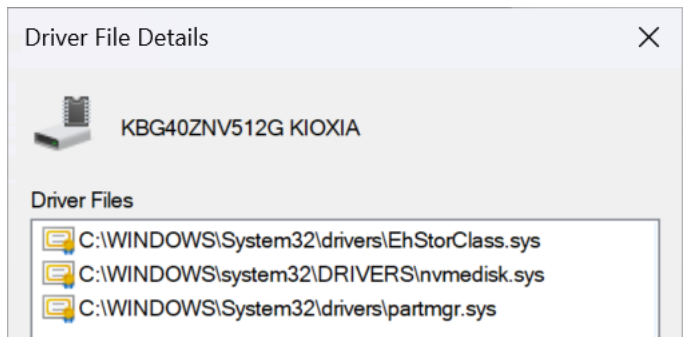 Driver File Details
KBG40ZNV512G KIOXIA
Driver Files
C:\WINDOWS\System32\drivers\EhStorClass.sys
C:\WINDOWS\system32\DRIVERS\nvmedisk.sys
C:\WINDOWS\System32\drivers\partmgr.sys